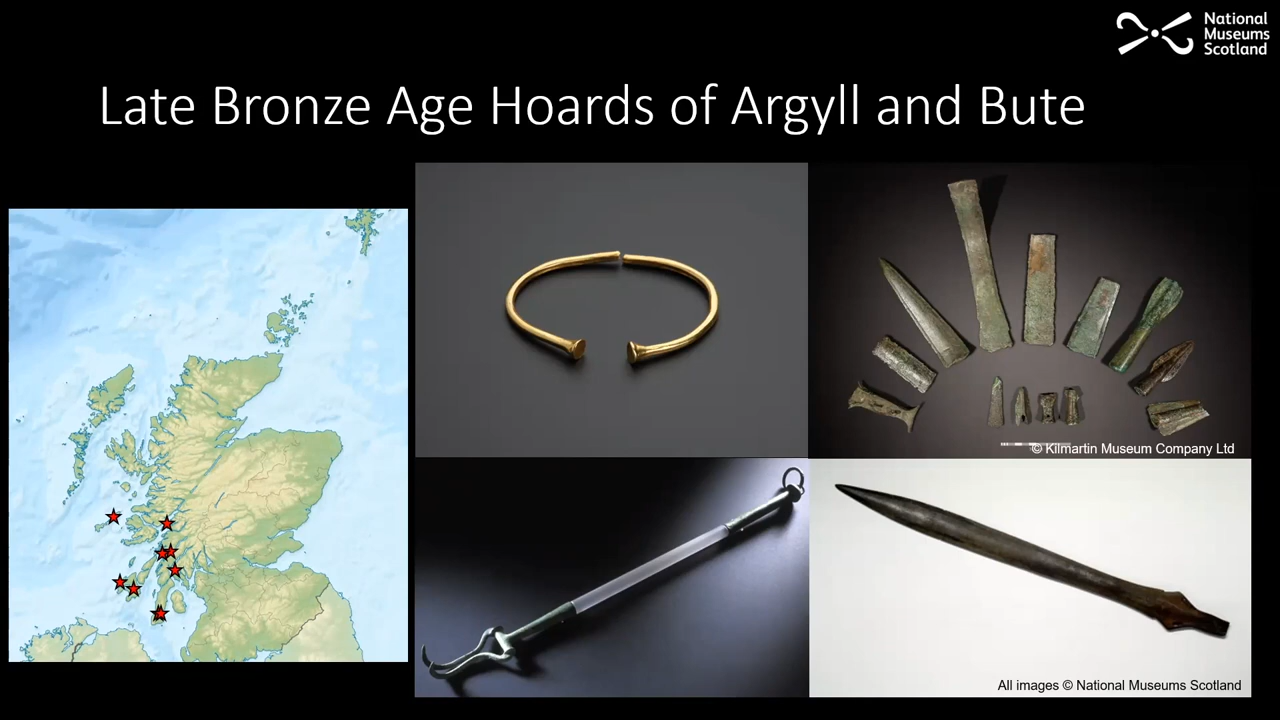 National
Museums
Scotland
Late Bronze Age Hoards of Argyll and Bute
© Kilmartin Museum Company Ltd
All images © National Museums Scotland